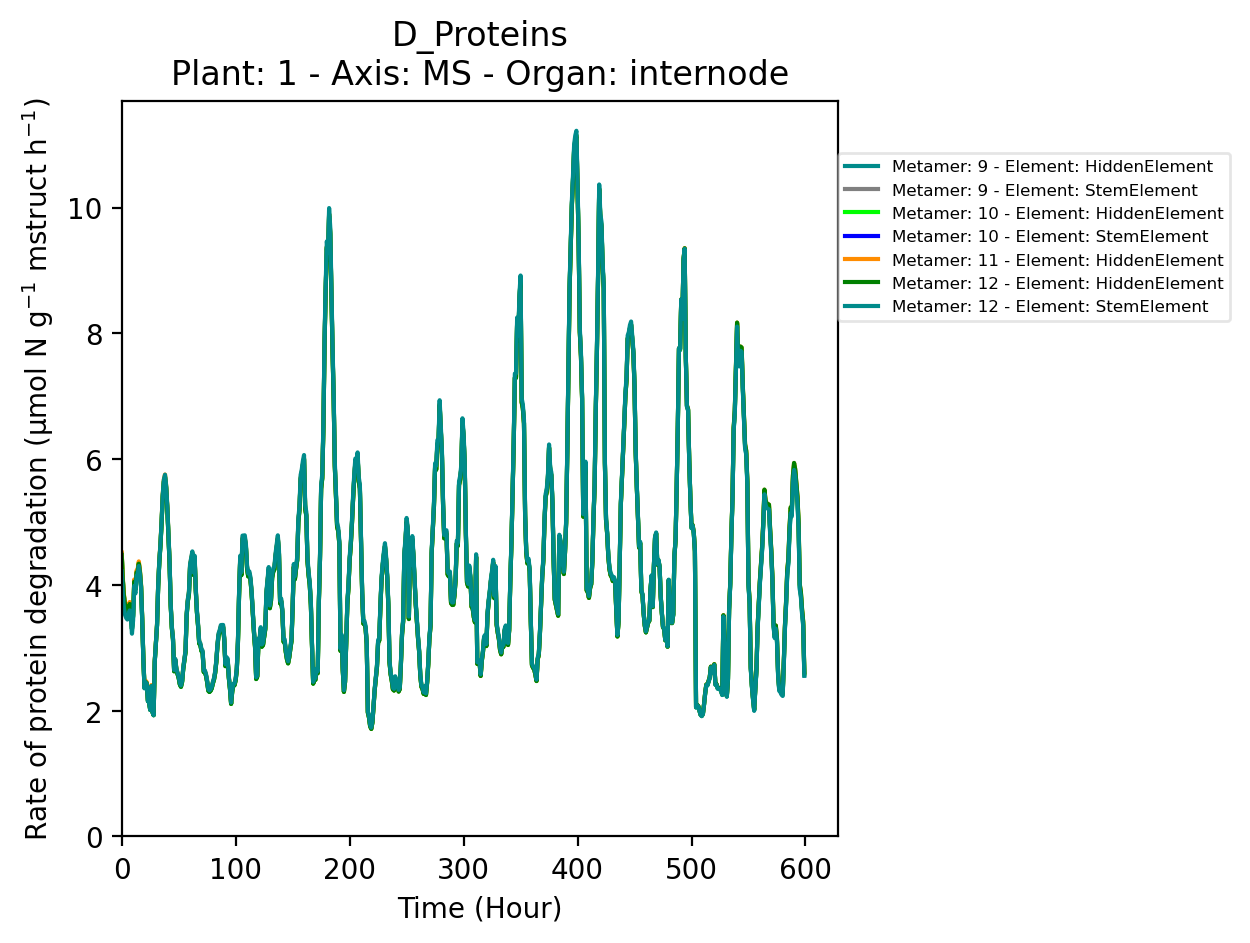 D_Proteins
Plant: 1 - Axis: MS - Organ: internode
Rate of protein degradation (µmol N g⁻¹ mstruct h⁻¹)
10
8
6
4
2
0
0 100 200 300 400 500 600
Time (Hour)
Metamer: 9 - Element: HiddenElement
Metamer: 9 - Element: StemElement
Metamer: 10 - Element: HiddenElement
Metamer: 10 - Element: StemElement
Metamer: 11 - Element: HiddenElement
Metamer: 12 - Element: HiddenElement
Metamer: 12 - Element: StemElement